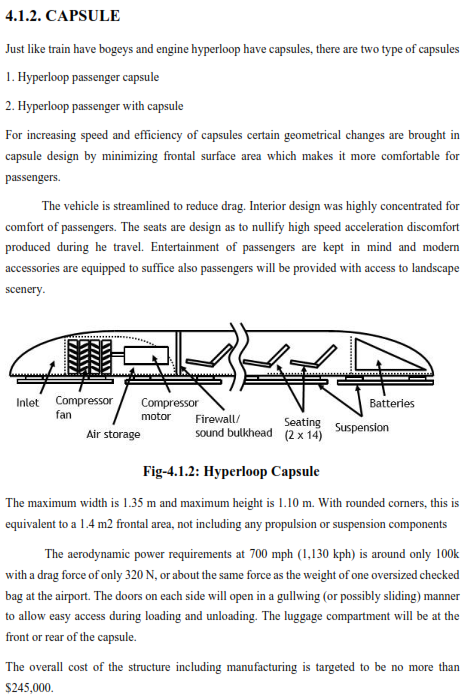 4.1.2. CAPSULE
Just like train have bogeys and engine hyperloop have capsules, there are two type of capsules
1. Hyperloop passenger capsule
2. Hyperloop passenger with capsule
For increasing speed and efficiency of capsules certain geometrical changes are brought in
capsule design by minimizing frontal surface area which makes it more comfortable for
passengers.
The vehicle is streamlined to reduce drag. Interior design was highly concentrated for
comfort of passengers. The seats are design as to nullify high speed acceleration discomfort
produced during he travel. Entertainment of passengers are kept in mind and modern
accessories are equipped to suffice also passengers will be provided with access to landscape
scenery.
Inlet
Compressor
fan
Air storage
Compressor
motor
Firewall/
sound bulkhead
Seating
(2 x 14)
Suspension
Batteries
Fig-4.1.2: Hyperloop Capsule
The maximum width is 1.35 m and maximum height is 1.10 m. With rounded corners, this is
equivalent to a 1.4 m2 frontal area, not including any propulsion or suspension components
The aerodynamic power requirements at 700 mph (1,130 kph) is around only 100k
with a drag force of only 320 N, or about the same force as the weight of one oversized checked
bag at the airport. The doors on each side will open in a gullwing (or possibly sliding) manner
to allow easy access during loading and unloading. The luggage compartment will be at the
front or rear of the capsule.
The overall cost of the structure including manufacturing is targeted to be no more than
$245,000.